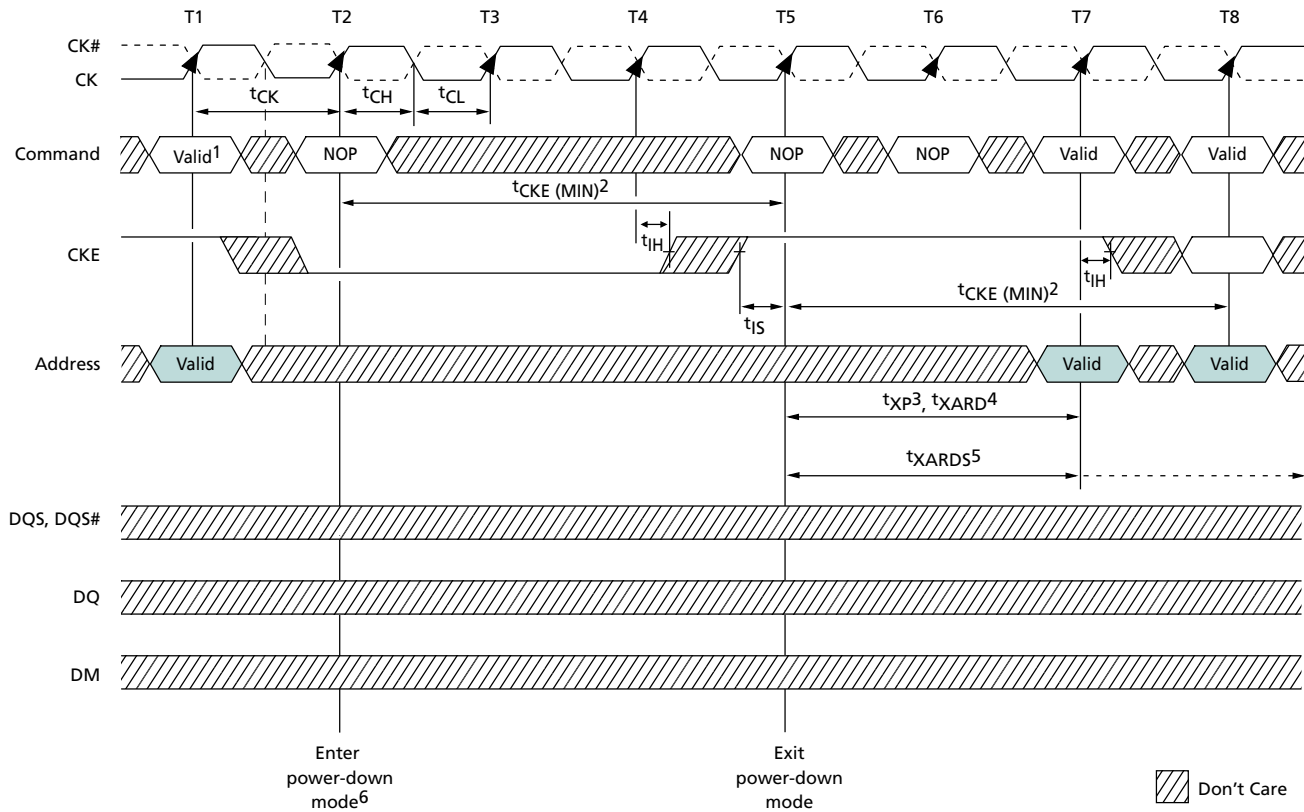 T1 T2 T3 T4 T5 T6 T7 T8
CK#
CK
tCK tCH tCL
Command Valid1 NOP NOP NOP Valid Valid
tCKE (MIN)2
tIH
CKE
tIH
tCKE (MIN)2
tIS
Address Valid Valid Valid
tXP3, tXARD4
tXARDS5
DQS, DQS#
DQ
DM
Enter
power-down
mode6
Exit
power-down
mode
Don't Care